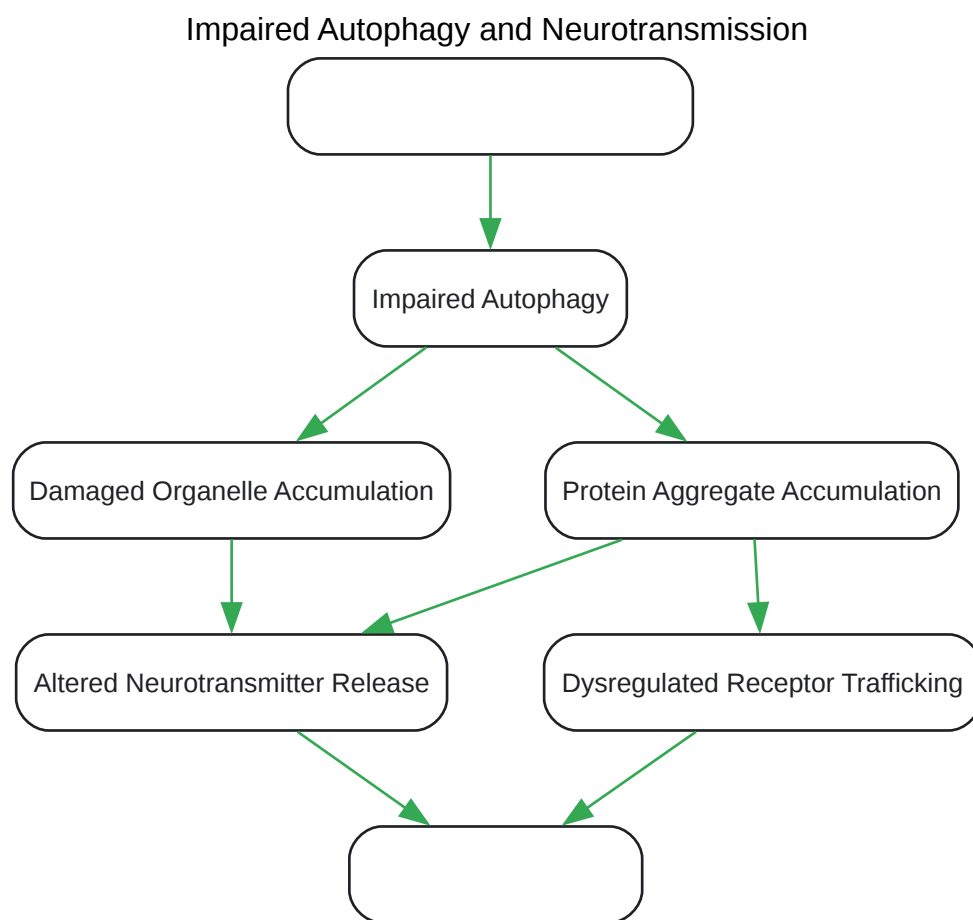 Impaired Autophagy and Neurotransmission
Impaired Autophagy
Damaged Organelle Accumulation
Protein Aggregate Accumulation
Altered Neurotransmitter Release
Dysregulated Receptor Trafficking